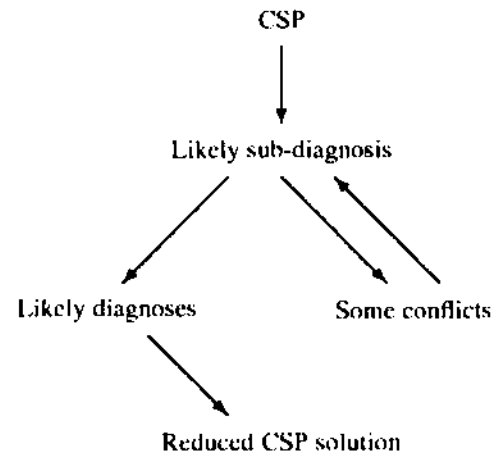 CSP
Likely sub-diagnosis
Likely diagnoses
Some conflicts
Reduced CSP solution